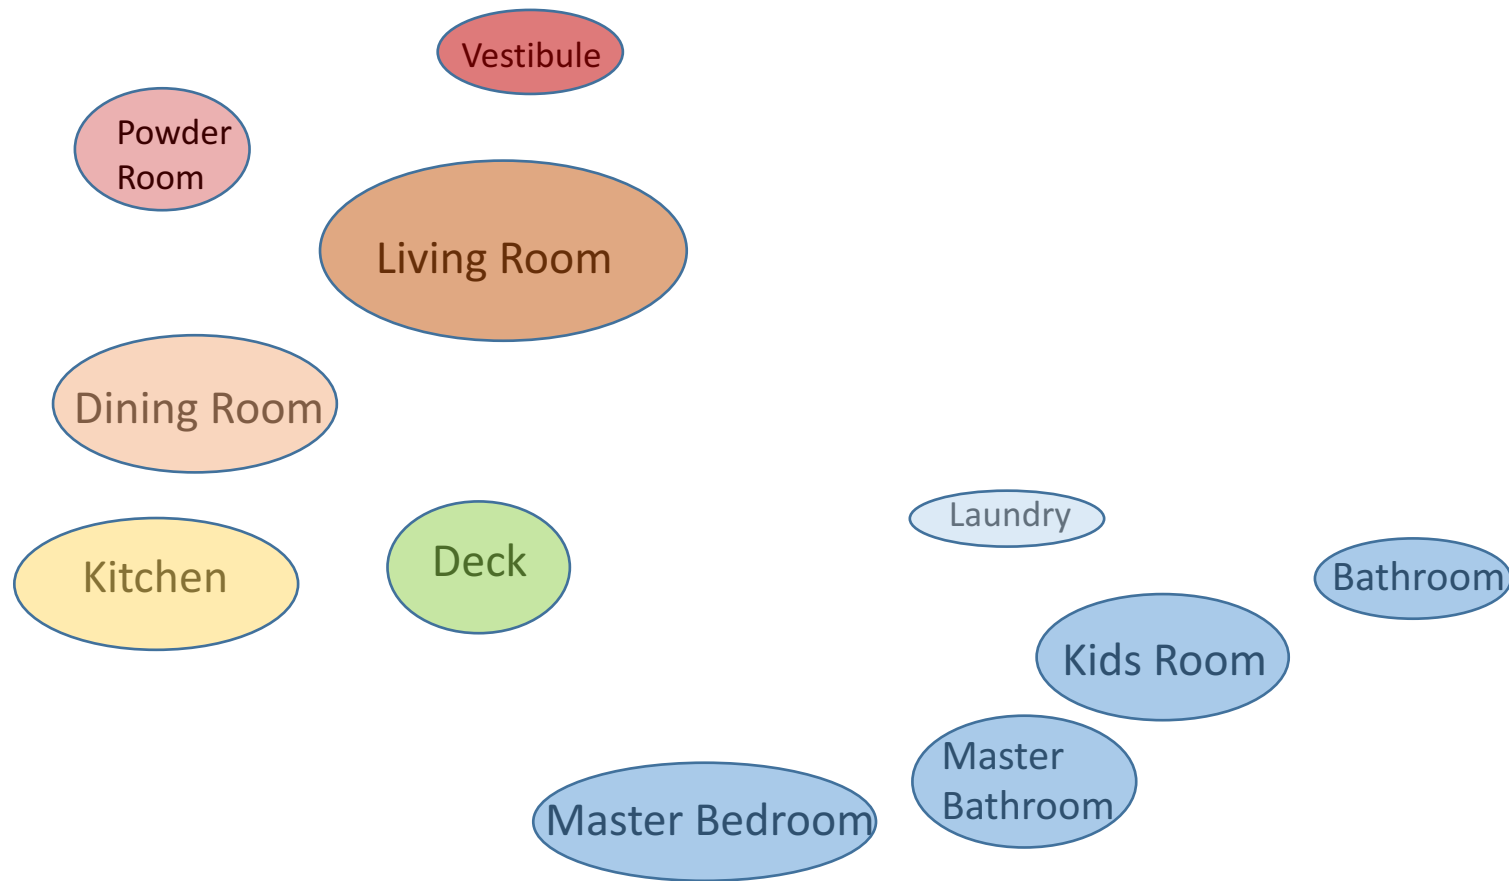 Vestibule
Powder
Room
Living Room
Dining Room
Kitchen
Deck
Laundry
Bathroom
Kids Room
Master
Bathroom
Master Bedroom